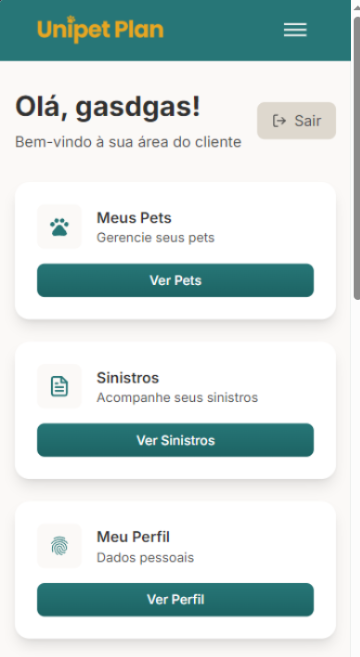 Unipet Plan
Olá, gasdgas!
Sair
Bem-vindo à sua área do cliente
Meus Pets
Gerencie seus pets
Ver Pets
Sinistros
Acompanhe seus sinistros
Ver Sinistros
Meu Perfil
Dados pessoais
Ver Perfil